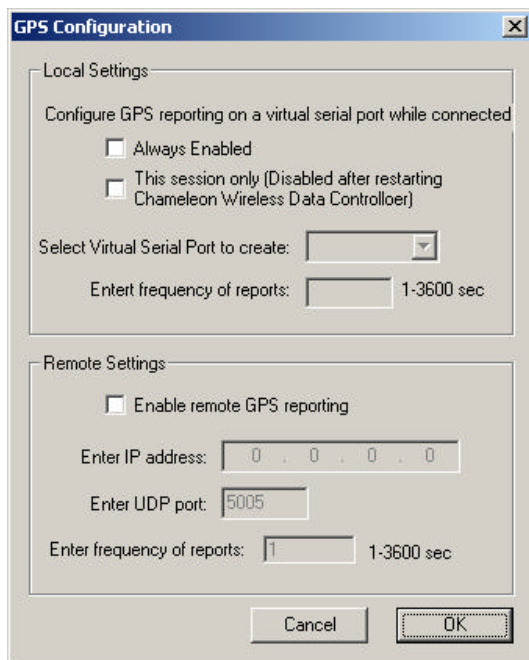 GPS Configuration
Local Settings
Configure GPS reporting on a virtual serial port while connected
Always Enabled
This session only (Disabled after restarting
Chameleon Wireless Data Controlloer)
Select Virtual Serial Port to create:
Entert frequency of reports: 1-3600 sec
Remote Settings
Enable remote GPS reporting
Enter IP address: 0 . 0 . 0 . 0
Enter UDP port: 5005
Enter frequency of reports: 1 1-3600 sec
Cancel OK